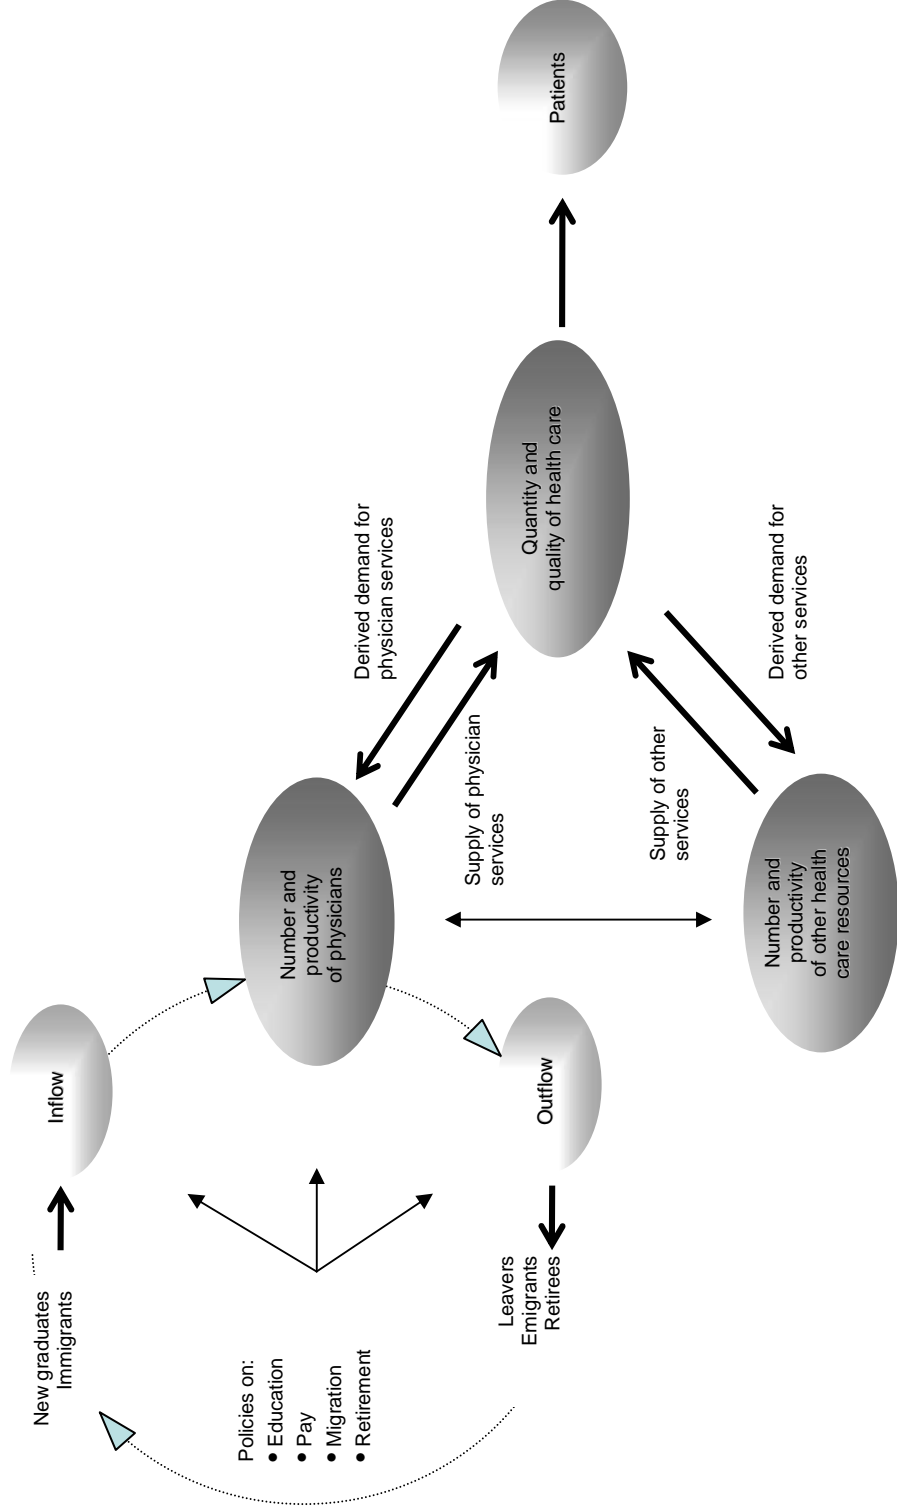 New graduates
Immigrants
Inflow
Policies on:
• Education
• Pay
• Migration
• Retirement
Number and
productivity
of physicians
Derived demand for
physician services
Supply of physician
services
Leavers
Emigrants
Retirees
Outflow
Quantity and
quality of health care
Patients
Supply of other
services
Derived demand for
other services
Number and
productivity
of other health
care resources